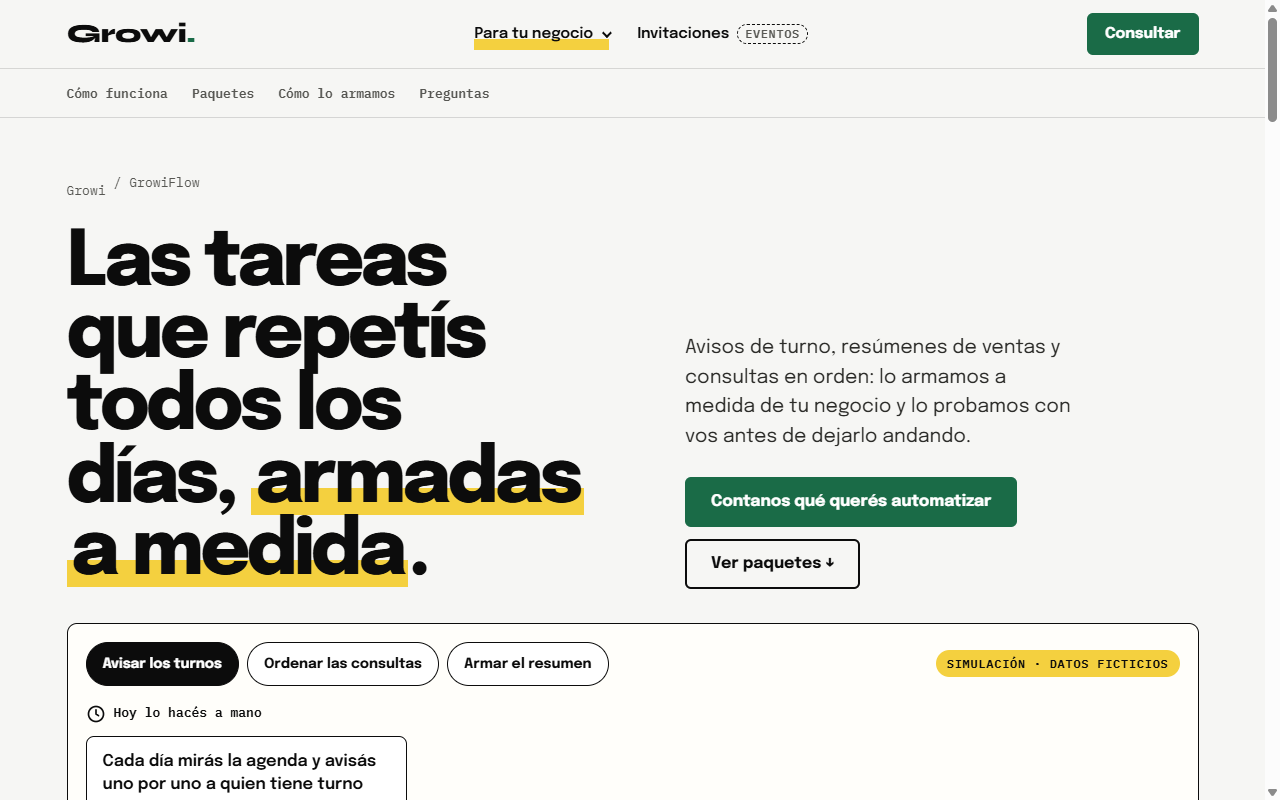 Growi.
Para tu negocio
Invitaciones EVENTOS
Consultar
Cómo funciona
Paquetes
Cómo lo armamos
Preguntas
Growi / GrowiFlow
Las tareas
que repetís
todos los
días, armadas
a medida.
Avisos de turno, resúmenes de ventas y
consultas en orden: lo armamos a
medida de tu negocio y lo probamos con
vos antes de dejarlo andando.
Contanos qué querés automatizar
Ver paquetes ↓
Avisar los turnos
Ordenar las consultas
Armar el resumen
SIMULACIÓN · DATOS FICTICIOS
Hoy lo hacés a mano
Cada día mirás la agenda y avisás
uno por uno a quien tiene turno